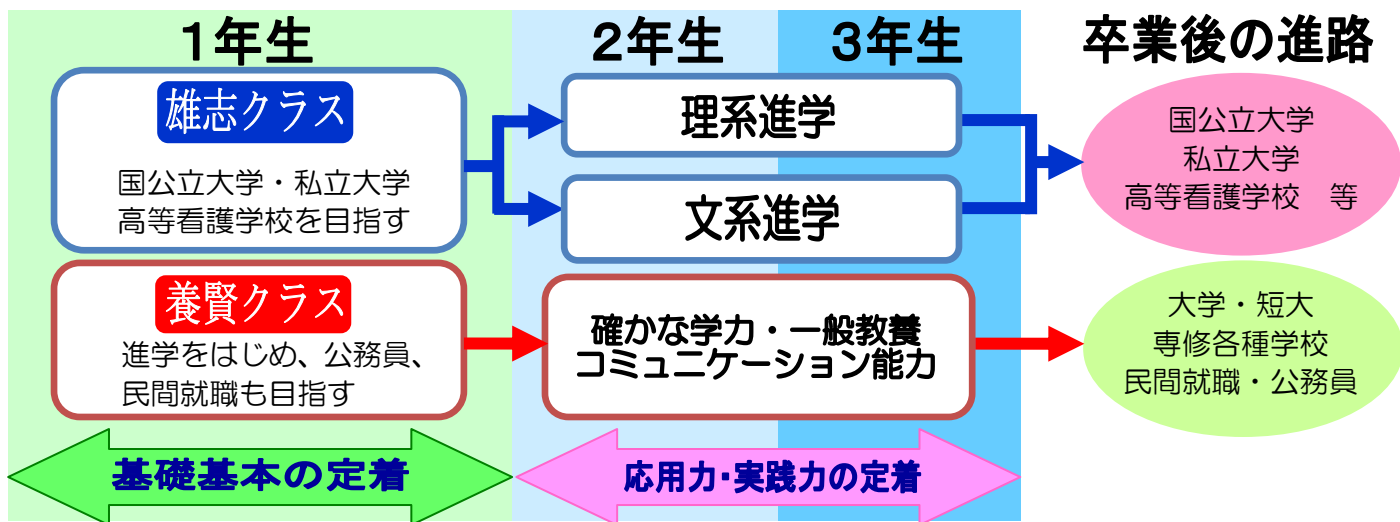 1年生
2年生
3年生
卒業後の進路
雄志クラス
国公立大学・私立大学
高等看護学校を目指す
理系進学
文系進学
国公立大学
私立大学
高等看護学校　等
養賢クラス
進学をはじめ、公務員、
民間就職も目指す
確かな学力・一般教養
コミュニケーション能力
大学・短大
専修各種学校
民間就職・公務員
基礎基本の定着
応用力・実践力の定着